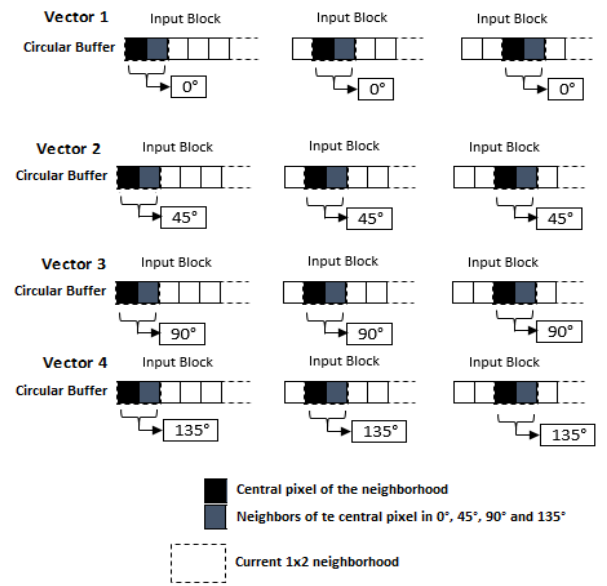 Vector 1 Input Block Input Block Input Block
Circular Buffer
0° 0° 0°
Vector 2 Input Block Input Block Input Block
Circular Buffer
45° 45° 45°
Vector 3 Input Block Input Block Input Block
Circular Buffer
90° 90° 90°
Vector 4 Input Block Input Block Input Block
Circular Buffer
135° 135° 135°
Central pixel of the neighborhood
Neighbors of te central pixel in 0°, 45°, 90° and 135°
Current 1x2 neighborhood